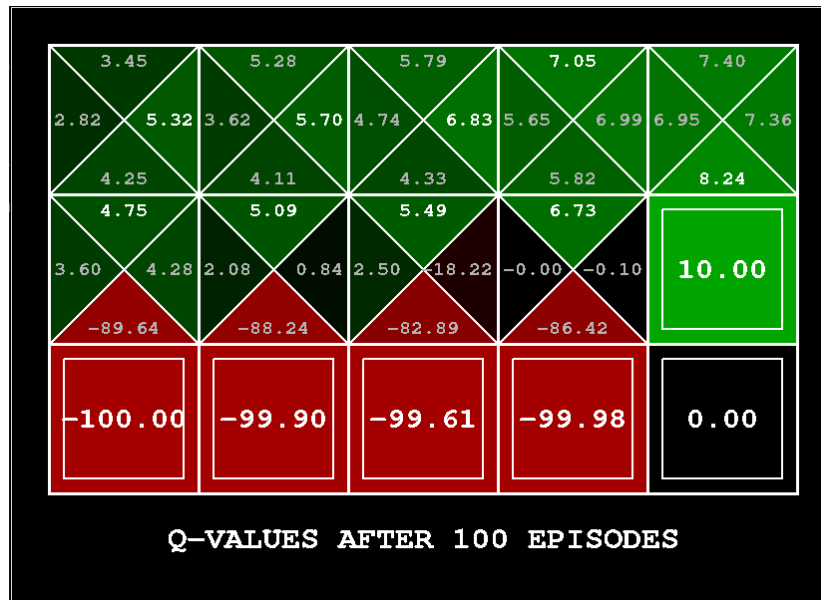 3.45 5.28 5.79 7.05 7.40
2.82 5.32 3.62 5.70 4.74 6.83 5.65 6.99 6.95 7.36
4.25 4.11 4.33 5.82 8.24
4.75 5.09 5.49 6.73
3.60 4.28 2.08 0.84 2.50 -18.22 -0.00 -0.10 10.00
-89.64 -88.24 -82.89 -86.42
-100.00 -99.90 -99.61 -99.98 0.00
Q-VALUES AFTER 100 EPISODES